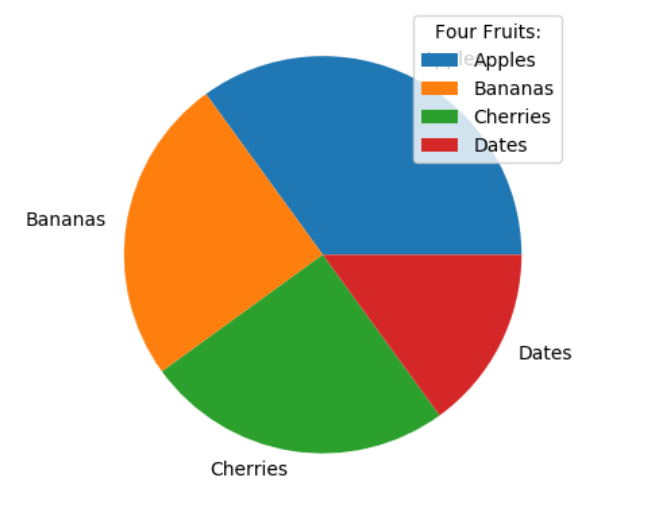 Four Fruits:
Apples
Bananas
Cherries
Dates
Bananas
Dates
Cherries